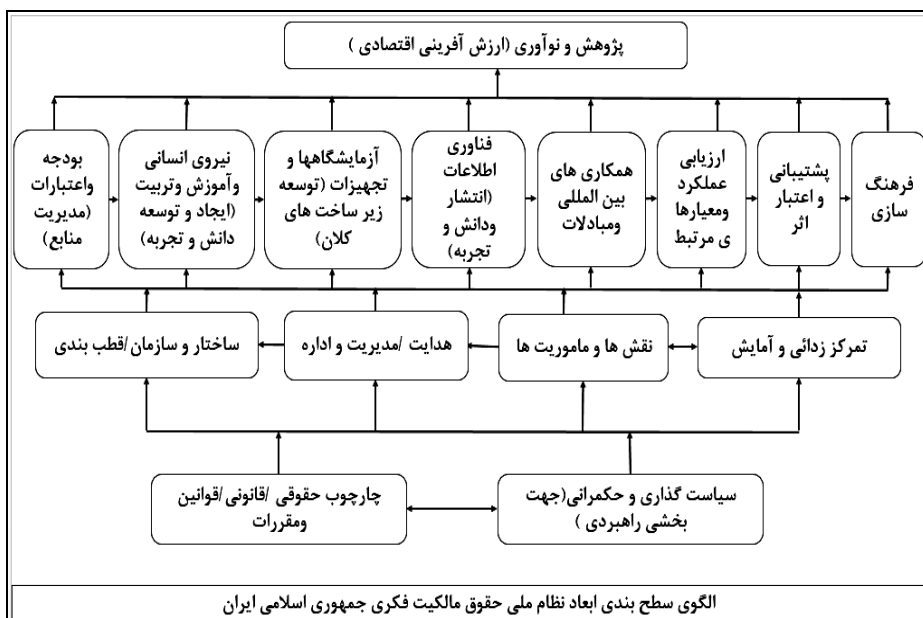 پژوهش و نوآوری (ارزش آفرینی اقتصادی )
فرهنگ
سازی
پشتیبانی
و اعتبار
اثر
ارزیابی
عملکرد
ومعیارها
ی مرتبط
همکاری های
بین المللی
ومبادلات
فناوری
اطلاعات
(انتشار
ودانش و
تجربه)
آزمایشگاهها و
تجهیزات (توسعه
زیر ساخت های
کلان)
نیروی انسانی
وآموزش وتربیت
(ایجاد و توسعه
دانش و تجربه)
بودجه
واعتبارات
(مدیریت
منابع)
تمرکز زدائی و آمایش
نقش ها و ماموریت ها
هدایت /مدیریت و اداره
ساختار و سازمان /قطب بندی
سیاست گذاری و حکمرانی(جهت
بخشی راهبردی )
چارچوب حقوقی /قانونی /قوانین
ومقررات
الگوی سطح بندی ابعاد نظام ملی حقوق مالکیت فکری جمهوری اسلامی ایران